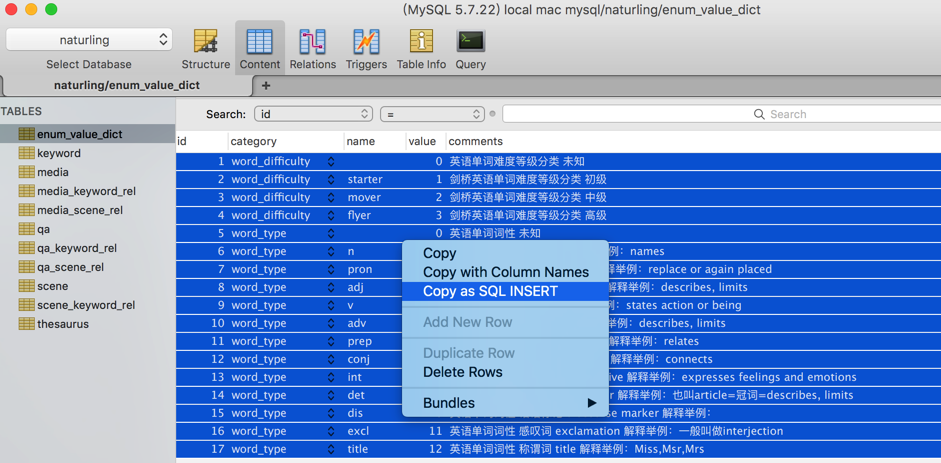 (MySQL 5.7.22) local mac mysql/naturling/enum_value_dict
naturling
Select Database
Structure
Content
Relations
Triggers
Table Info
Query
naturling/enum_value_dict
+
TABLES
enum_value_dict
keyword
media
media_keyword_rel
media_scene_rel
qa
qa_keyword_rel
qa_scene_rel
scene
scene_keyword_rel
thesaurus
Search: id = Search
id category name value comments
1 word_difficulty 0 英语单词难度等级分类 未知
2 word_difficulty starter 1 剑桥英语单词难度等级分类 初级
3 word_difficulty mover 2 剑桥英语单词难度等级分类 中级
4 word_difficulty flyer 3 剑桥英语单词难度等级分类 高级
5 word_type 0 英语单词词性 未知
6 word_type n 例：names
7 word_type pron 释举例：replace or again placed
8 word_type adj 解释举例：describes, limits
9 word_type v 例：states action or being
10 word_type adv 举例：describes, limits
11 word_type prep 解释举例：relates
12 word_type conj 解释举例：connects
13 word_type int ive 解释举例：expresses feelings and emotions
14 word_type det r 解释举例：也叫article=冠词=describes, limits
15 word_type dis se marker 解释举例：
16 word_type excl 11 英语单词词性 感叹词 exclamation 解释举例：一般叫做interjection
17 word_type title 12 英语单词词性 称谓词 title 解释举例：Miss,Msr,Mrs
Copy
Copy with Column Names
Copy as SQL INSERT
Add New Row
Duplicate Row
Delete Rows
Bundles